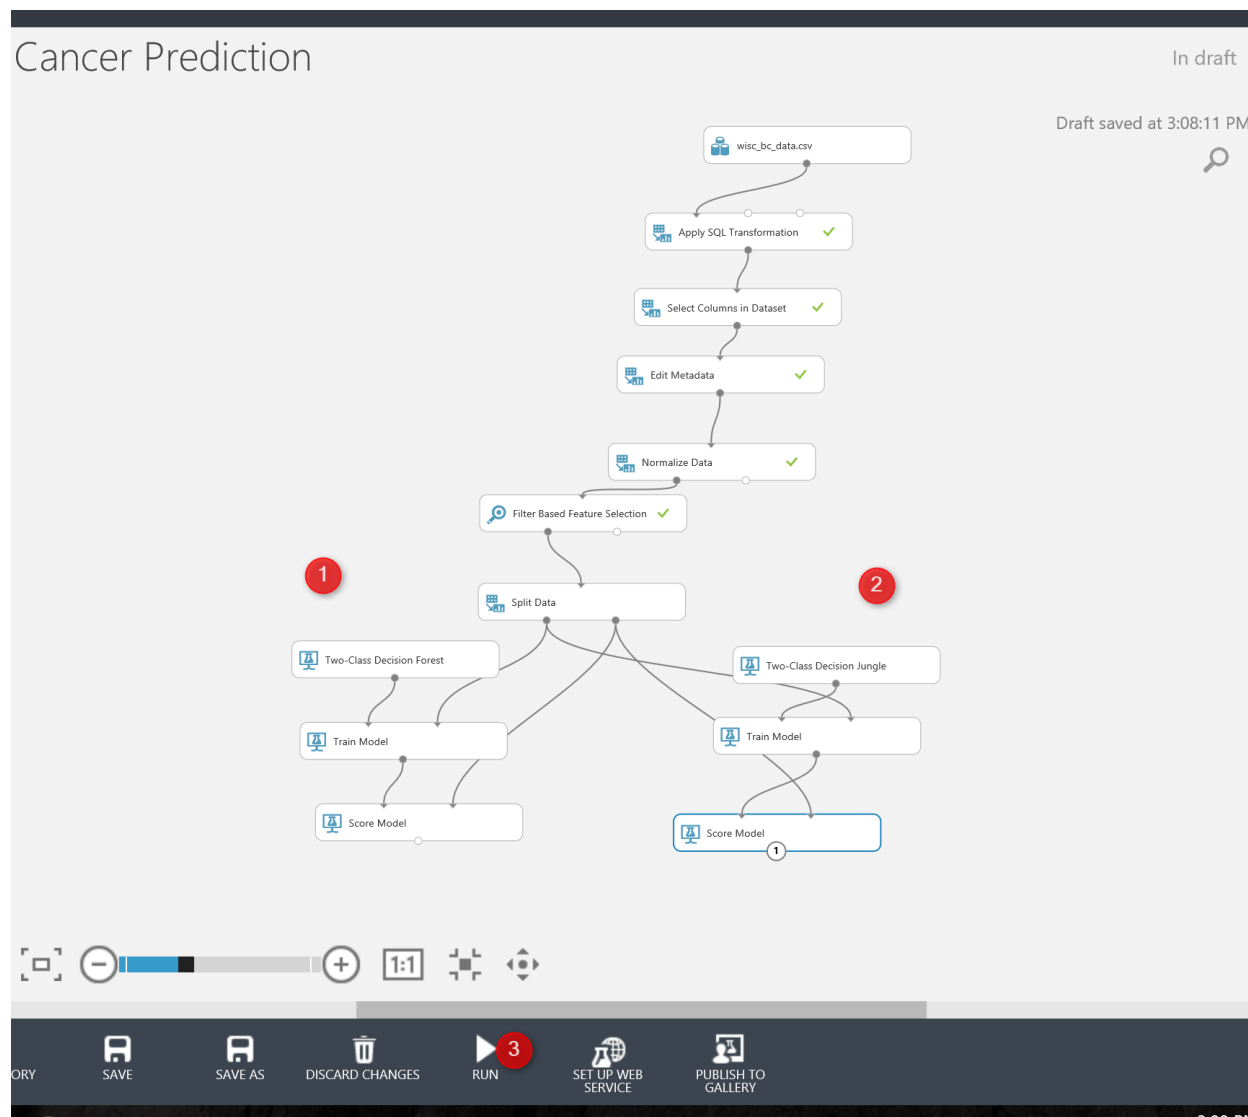 Cancer Prediction
In draft
Draft saved at 3:08:11 PM
wisc_bc_data.csv
Apply SQL Transformation
Select Columns in Dataset
Edit Metadata
Normalize Data
Filter Based Feature Selection
1
2
Split Data
Two-Class Decision Forest
Two-Class Decision Jungle
Train Model
Train Model
Score Model
Score Model
1
1:1
3
ORY
SAVE
SAVE AS
DISCARD CHANGES
RUN
SET UP WEB
SERVICE
PUBLISH TO
GALLERY